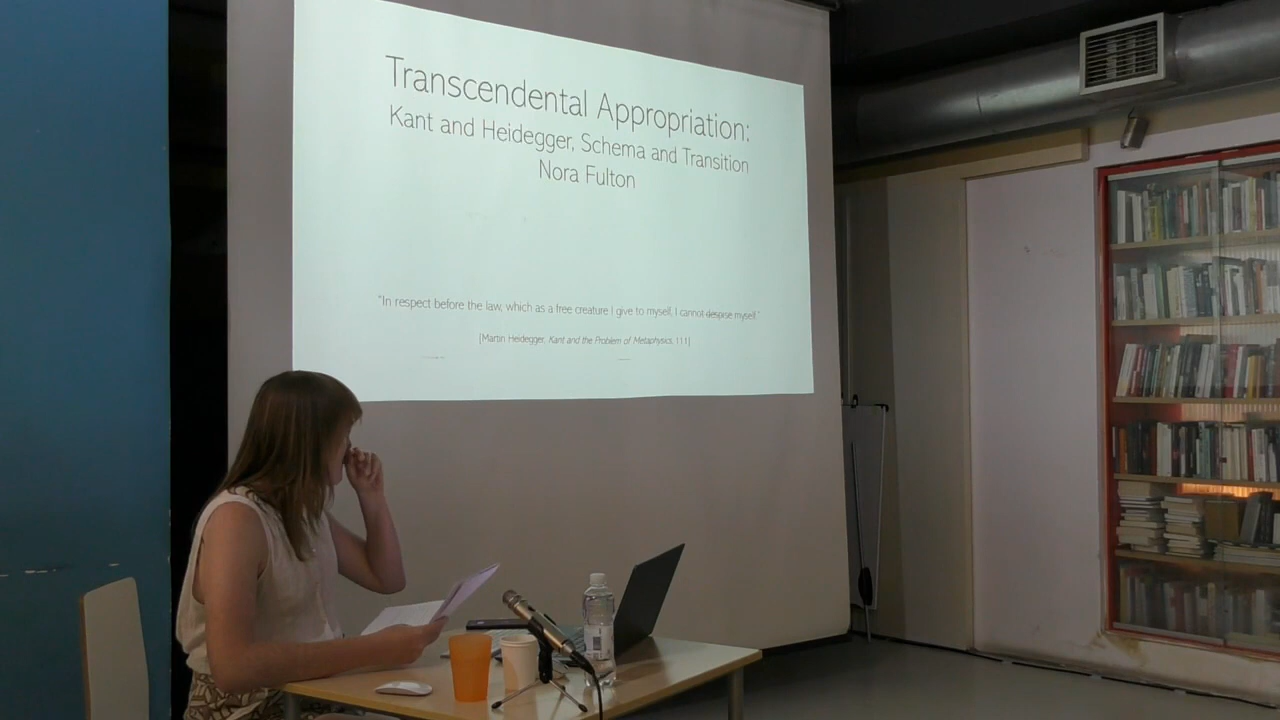 Transcendental Appropriation:
Kant and Heidegger, Schema and Transition
Nora Fulton
"In respect before the law, which as a free creature I give to myself, I cannot despise myself."
[Martin Heidegger, Kant and the Problem of Metaphysics, 111]